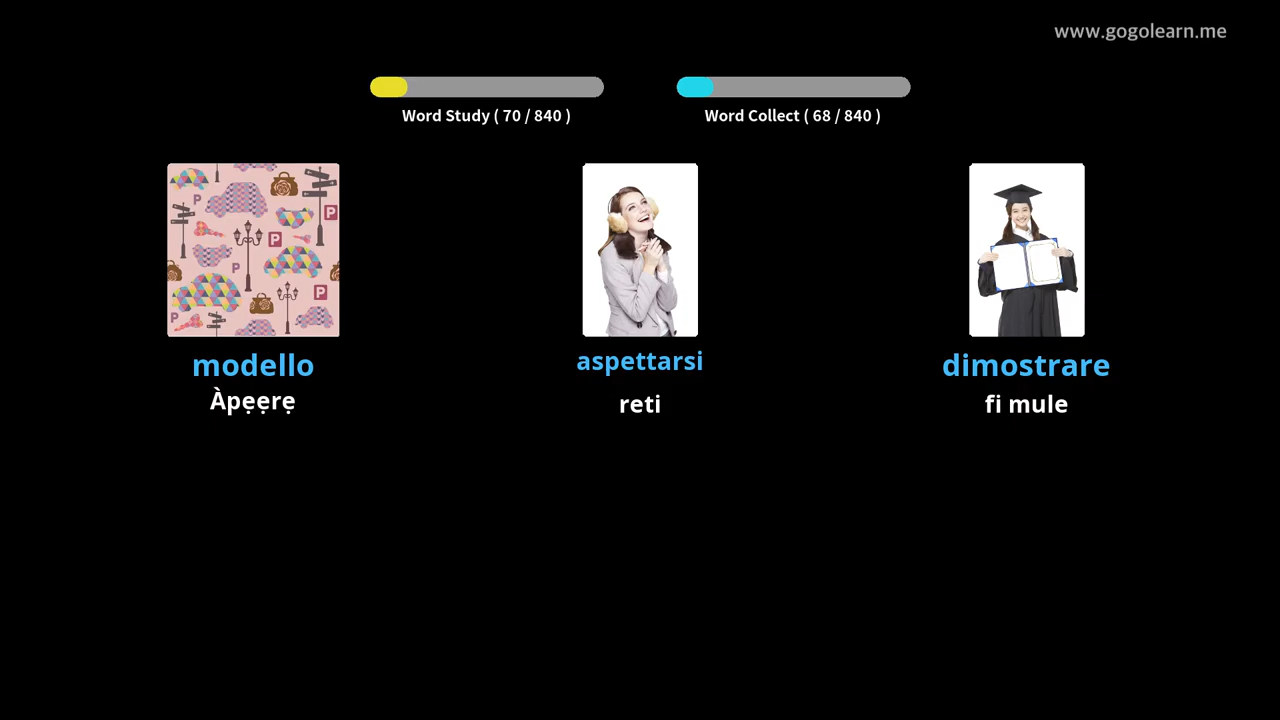 www.gogolearn.me
Word Study ( 70 / 840 )
Word Collect ( 68 / 840 )
P
P
P
P
P
P
modello
aspettarsi
dimostrare
Àpẹẹrẹ
reti
fi mule